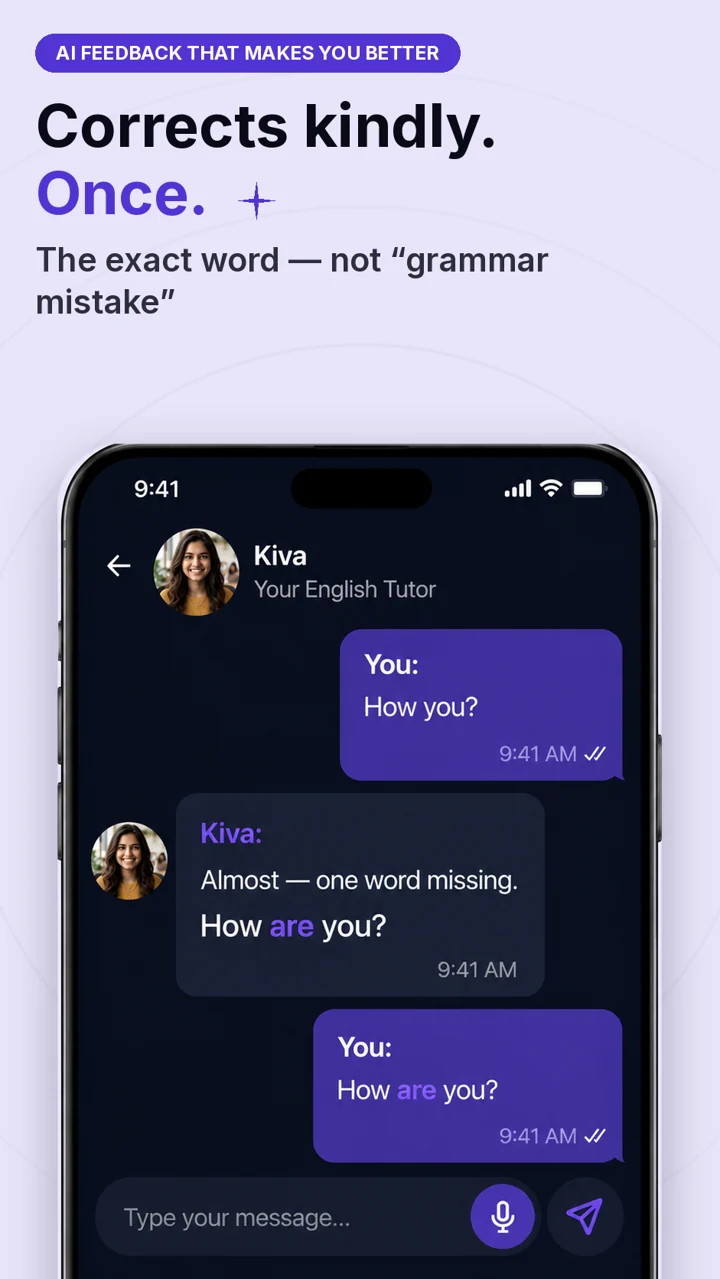 AI FEEDBACK THAT MAKES YOU BETTER
Corrects kindly.
Once.
The exact word — not “grammar
mistake”
9:41
Kiva
Your English Tutor
You:
How you?
9:41 AM
Kiva:
Almost — one word missing.
How are you?
9:41 AM
You:
How are you?
9:41 AM
Type your message...